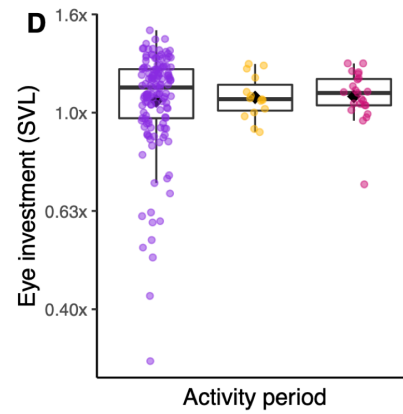 D
1.6x
1.0x
0.63x
0.40x
Eye investment (SVL)
Activity period